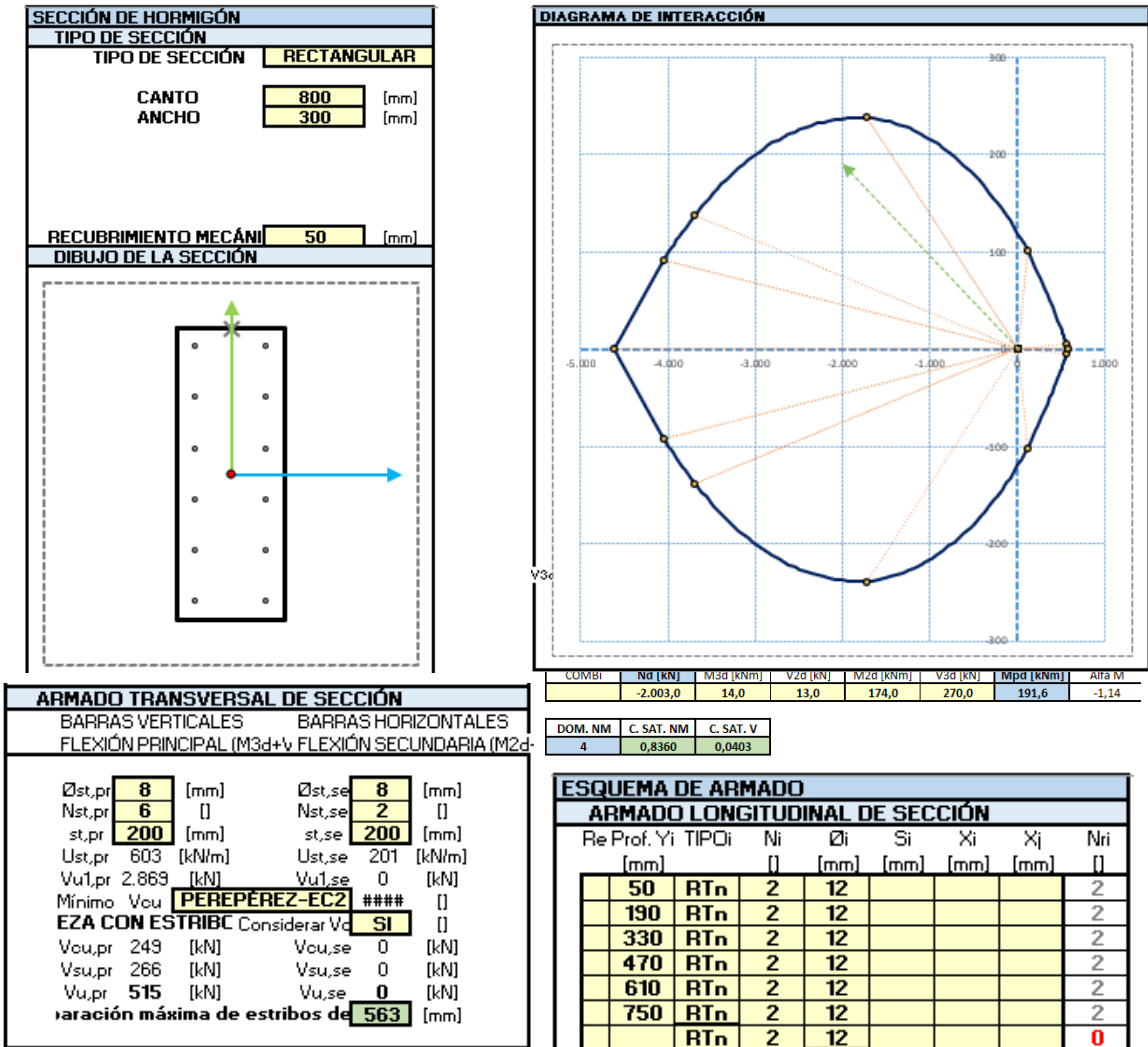 SECCIÓN DE HORMIGÓN
TIPO DE SECCIÓN
TIPO DE SECCIÓN RECTANGULAR
CANTO 800 [mm]
ANCHO 300 [mm]
RECUBRIMIENTO MECÁNI 50 [mm]
DIBUJO DE LA SECCIÓN
DIAGRAMA DE INTERACCIÓN
300
200
100
0
-5.000 -4.000 -3.000 -2.000 -1.000 0 1.000
-100
-200
-300
V3d
COMBI Nd [kN] M3d [kNm] V2d [kN] M2d [kNm] V3d [kN] Mpd [kNm] Alfa M
-2.003,0 14,0 13,0 174,0 270,0 191,6 -1,14
DOM. NM C. SAT. NM C. SAT. V
4 0,8360 0,0403
ARMADO TRANSVERSAL DE SECCIÓN
BARRAS VERTICALES BARRAS HORIZONTALES
FLEXIÓN PRINCIPAL (M3d+V FLEXIÓN SECUNDARIA (M2d-
Øst,pr 8 [mm] Øst,se 8 [mm]
Nst,pr 6 [] Nst,se 2 []
st,pr 200 [mm] st,se 200 [mm]
Ust,pr 603 [kN/m] Ust,se 201 [kN/m]
Vu1,pr 2.869 [kN] Vu1,se 0 [kN]
Mínimo Vcu PEREPÉREZ-EC2 #### []
EZA CON ESTRIBC Considerar Vc SI []
Vcu,pr 249 [kN] Vcu,se 0 [kN]
Vsu,pr 266 [kN] Vsu,se 0 [kN]
Vu,pr 515 [kN] Vu,se 0 [kN]
paración máxima de estribos de 563 [mm]
ESQUEMA DE ARMADO
ARMADO LONGITUDINAL DE SECCIÓN
Re Prof. Yi TIPOi Ni Øi Si Xi Xj Nri
[mm] [] [mm] [mm] [mm] [mm] []
50 RTn 2 12 2
190 RTn 2 12 2
330 RTn 2 12 2
470 RTn 2 12 2
610 RTn 2 12 2
750 RTn 2 12 2
RTn 2 12 0